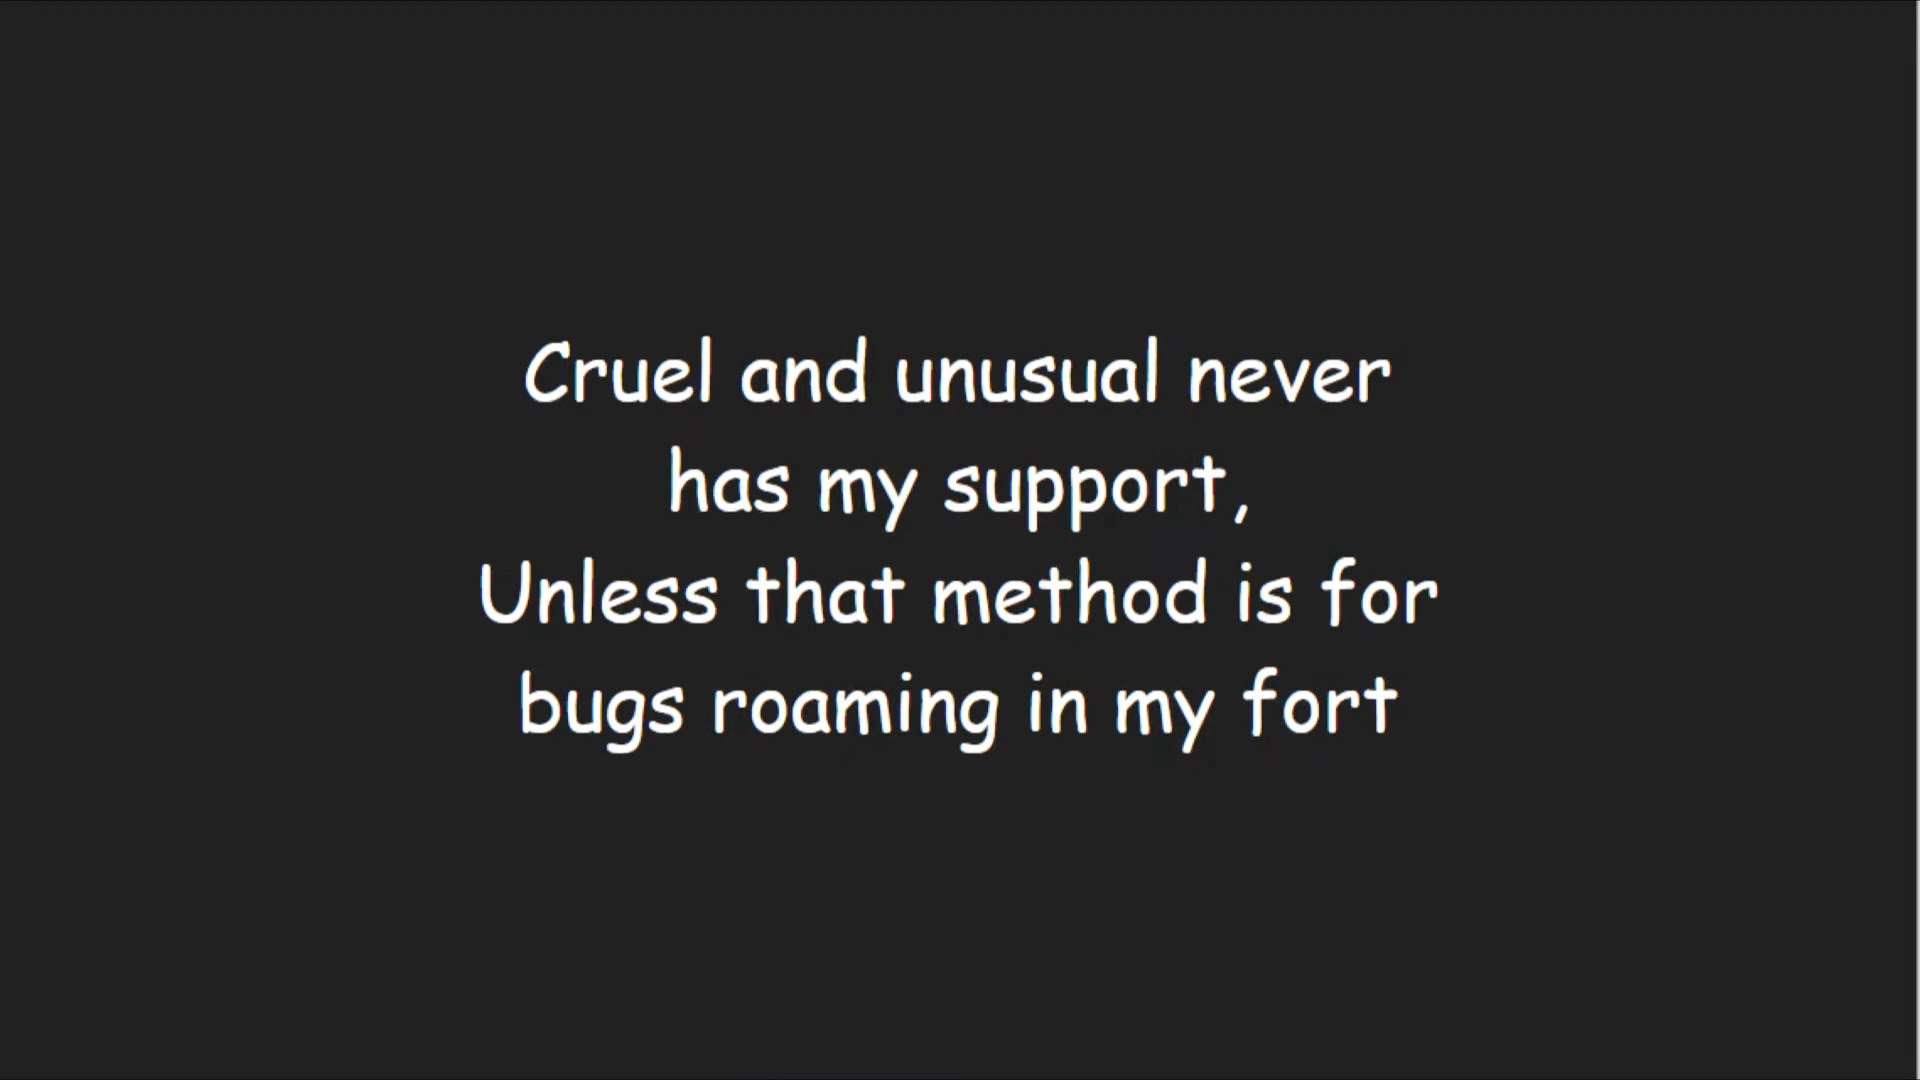 Cruel and unusual never
has my support,
Unless that method is for
bugs roaming in my fort